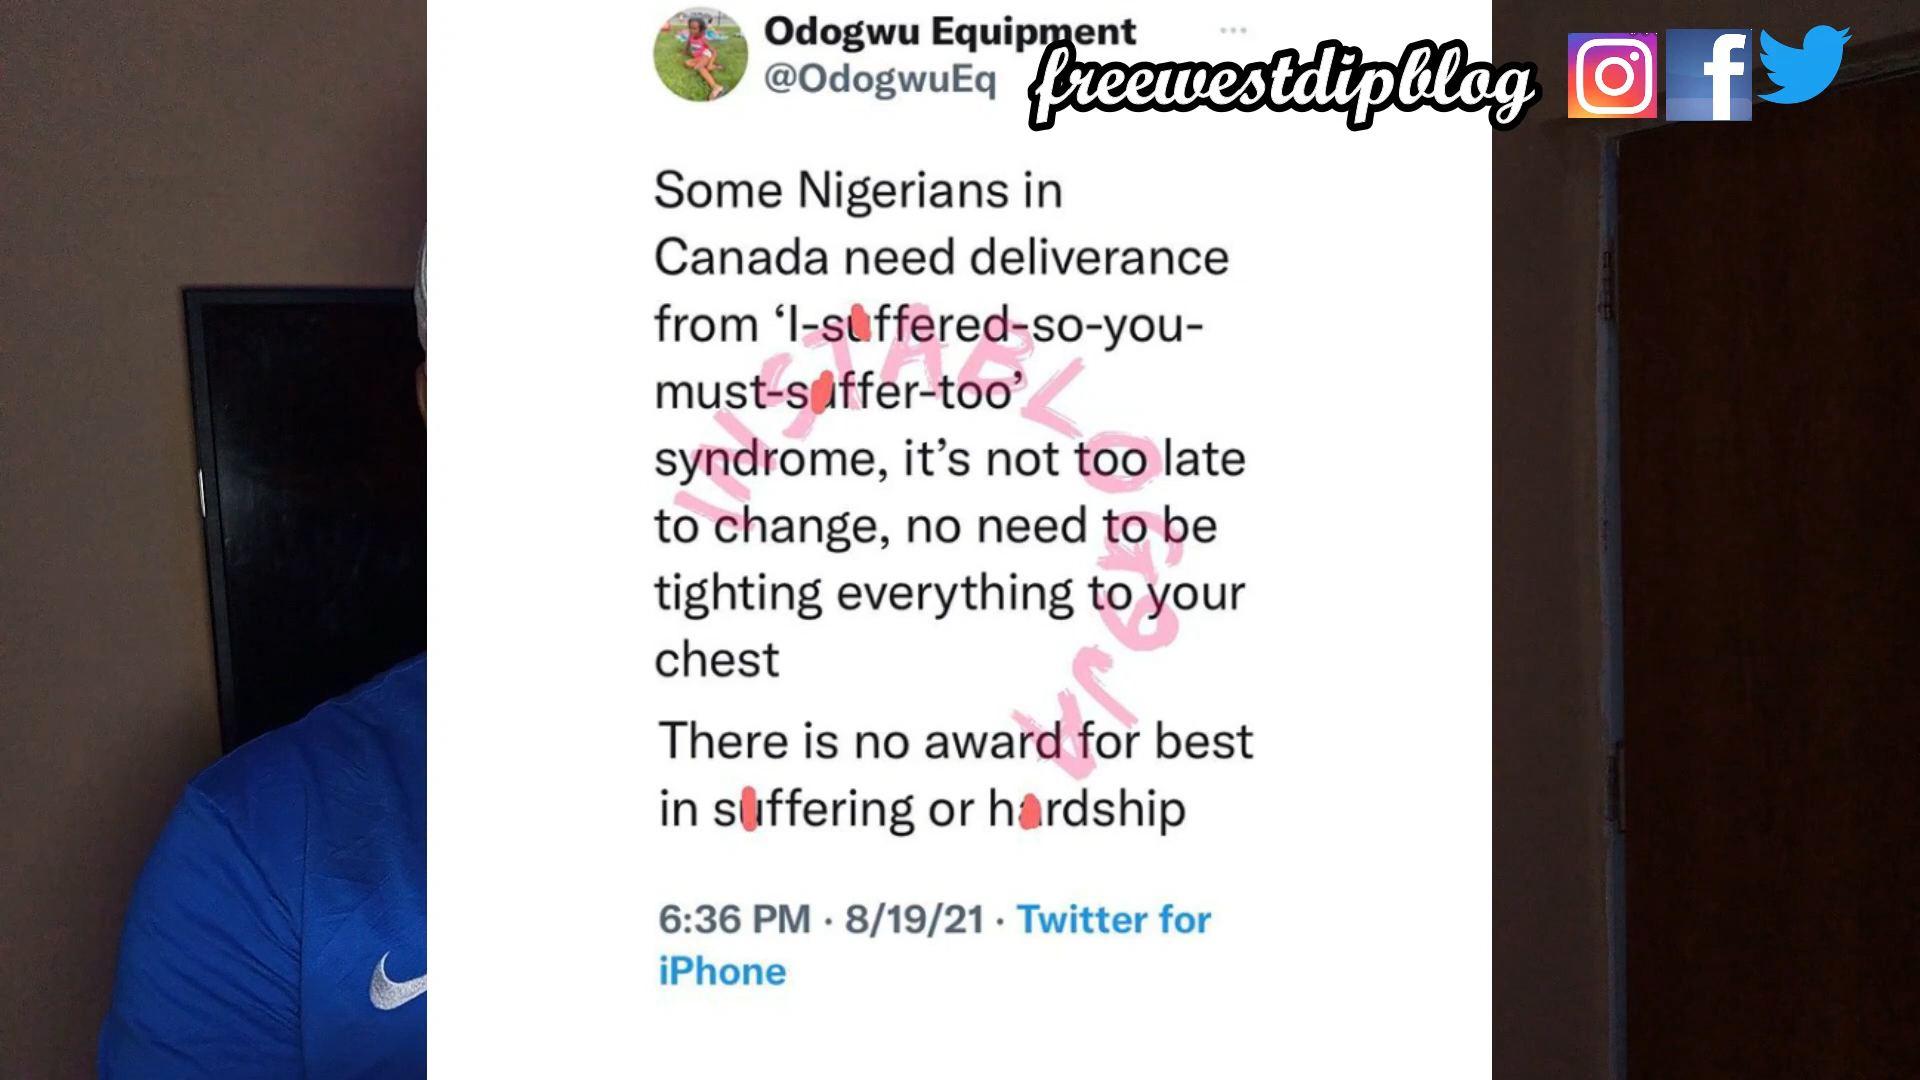 Odogwu Equipment
@OdogwuEq
freewestdipblog
Some Nigerians in
Canada need deliverance
from ‘I-suffered-so-you-
must-suffer-too’
syndrome, it’s not too late
to change, no need to be
tighting everything to your
chest
There is no award for best
in suffering or hardship
6:36 PM · 8/19/21 · Twitter for
iPhone
INSTABLOG9JA